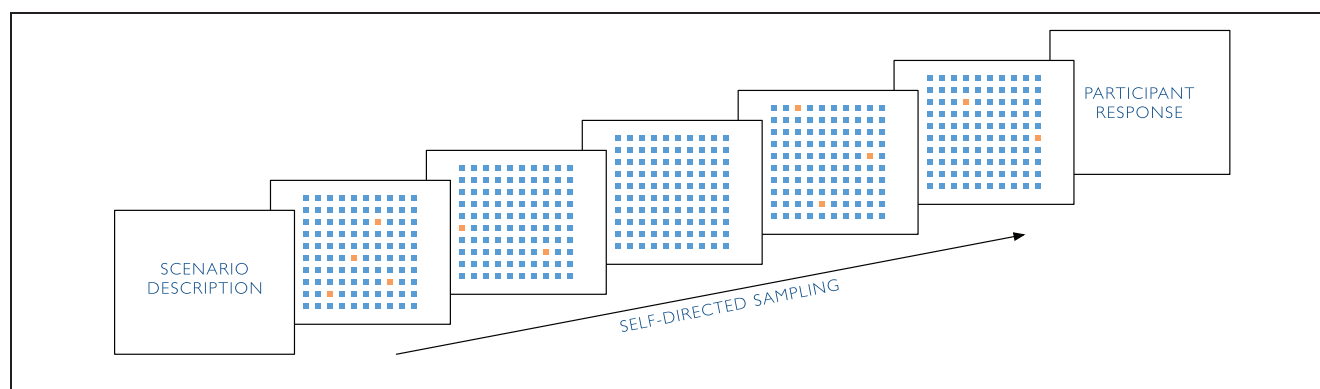 SCENARIO
DESCRIPTION
SELF-DIRECTED SAMPLING
PARTICIPANT
RESPONSE